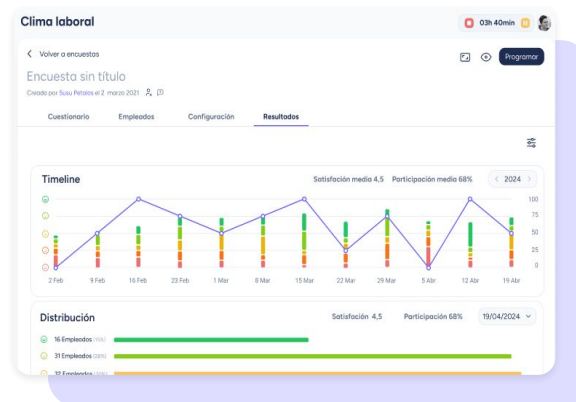 Clima laboral
03h 40min
Volver a encuestas
Programar
Encuesta sin título
Creada por Susu Petalos el 2 marzo 2021
Cuestionario Empleados Configuración Resultados
Timeline Satisfación media 4,5 Participación media 68% 2024
100
75
50
25
0
2 Feb 9 Feb 16 Feb 23 Feb 1 Mar 8 Mar 15 Mar 22 Mar 29 Mar 5 Abr 12 Abr 19 Abr
Distribución Satisfación 4,5 Participación 68% 19/04/2024
16 Empleados
31 Empleados
32 Empleados